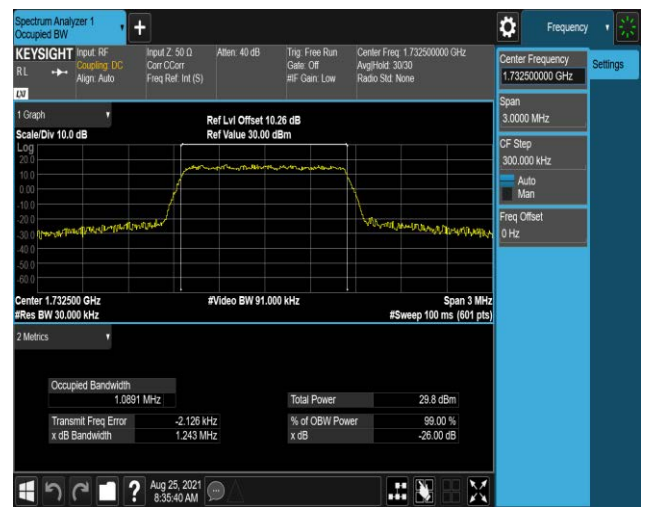 Spectrum Analyzer 1
Occupied BW
+
Frequency
KEYSIGHT Input: RF Input Z: 50 Ω Atten: 40 dB Trig: Free Run Center Freq: 1.732500000 GHz
RL Coupling: DC Corr CCorr Gate: Off Avg|Hold: 30/30
Align: Auto Freq Ref: Int (S) #IF Gain: Low Radio Std: None
LXI
Center Frequency
1.732500000 GHz
Settings
Span
3.0000 MHz
CF Step
300.000 kHz
Auto
Man
Freq Offset
0 Hz
1 Graph
Ref Lvl Offset 10.26 dB
Scale/Div 10.0 dB Ref Value 30.00 dBm
Log
20.0
10.0
0.00
-10.0
-20.0
-30.0
-40.0
-50.0
-60.0
Center 1.732500 GHz #Video BW 91.000 kHz Span 3 MHz
#Res BW 30.000 kHz #Sweep 100 ms (601 pts)
2 Metrics
Occupied Bandwidth
1.0891 MHz Total Power 29.8 dBm
Transmit Freq Error -2.126 kHz % of OBW Power 99.00 %
x dB Bandwidth 1.243 MHz x dB -26.00 dB
? Aug 25, 2021
8:35:40 AM